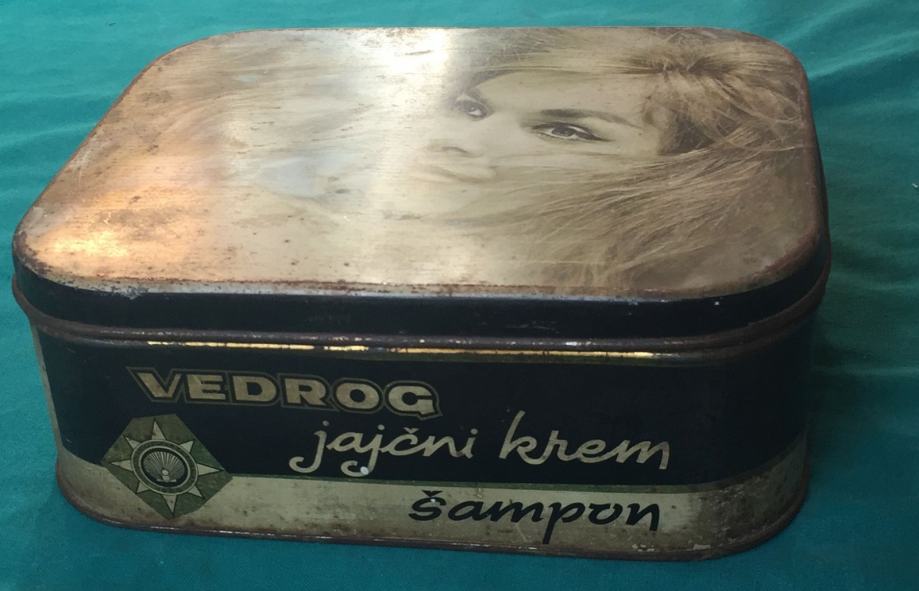 VEDROG
jajčni krem
šampon